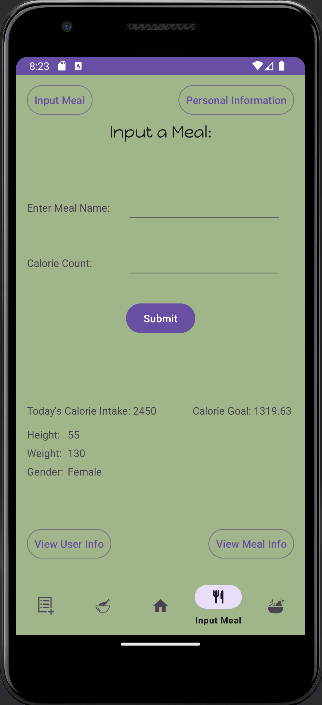 8:23
Input Meal
Personal Information
Input a Meal:
Enter Meal Name:
Calorie Count:
Submit
Today's Calorie Intake: 2450
Calorie Goal: 1319.63
Height: 55
Weight: 130
Gender: Female
View User Info
View Meal Info
Input Meal